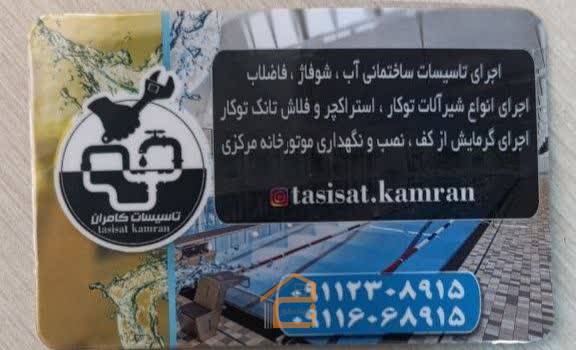 اجرای تاسیسات ساختمانی آب ، شوفاژ ، فاضلاب
اجرای انواع شیرآلات توکار ، استراکچر و فلاش تانک توکار
اجرای گرمایش از کف ، نصب و نگهداری موتورخانه مرکزی
tasisat.kamran
تاسیسات کامران
tasisat kamran
۰۹۱۱۲۳۰۸۹۱۵
۰۹۱۱۶۰۶۸۹۱۵